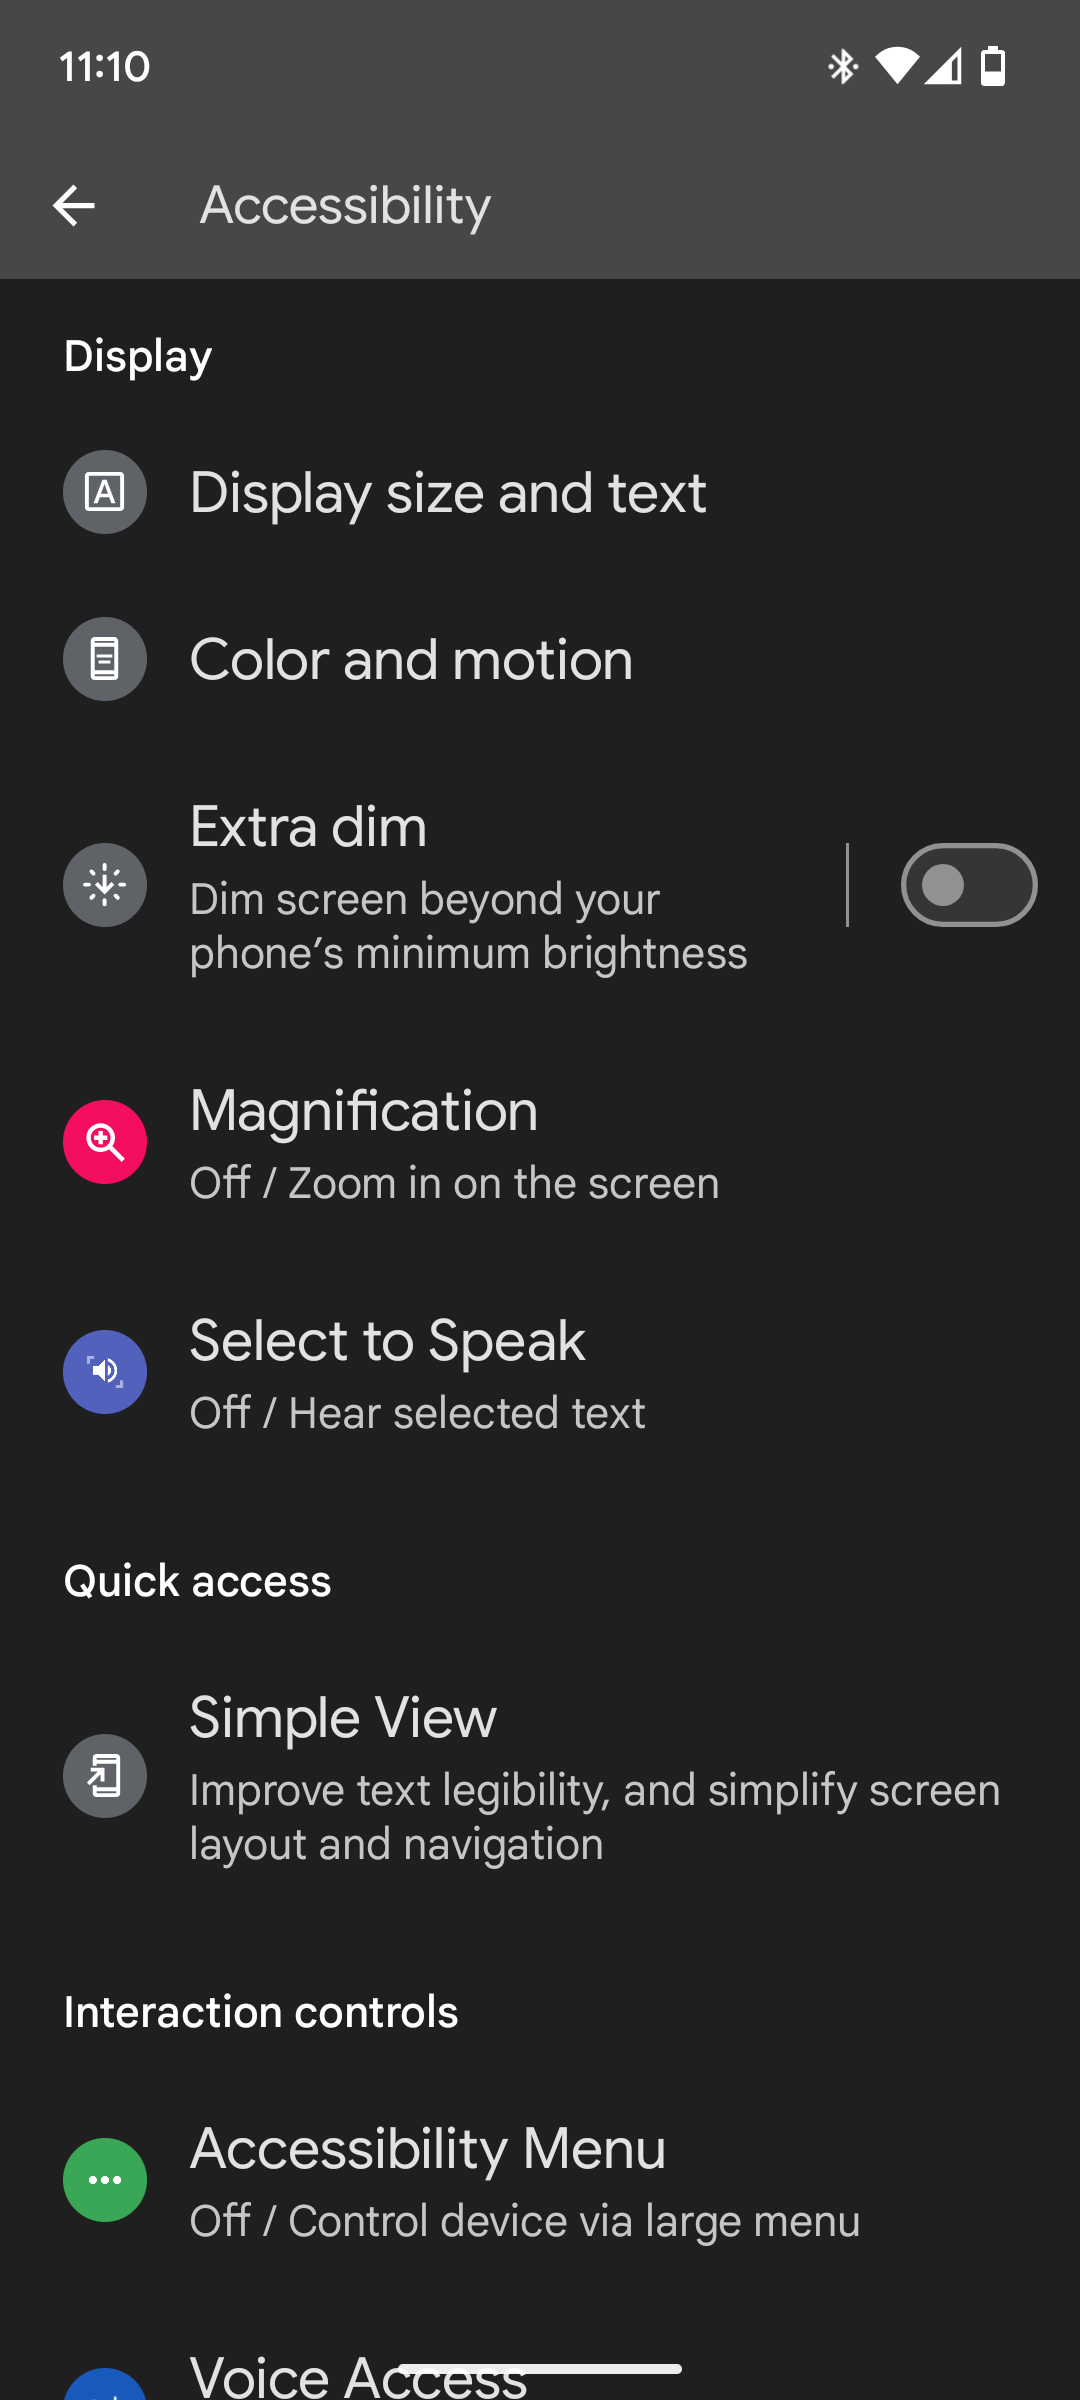 11:10
Accessibility
Display
Display size and text
Color and motion
Extra dim
Dim screen beyond your
phone’s minimum brightness
Magnification
Off / Zoom in on the screen
Select to Speak
Off / Hear selected text
Quick access
Simple View
Improve text legibility, and simplify screen
layout and navigation
Interaction controls
Accessibility Menu
Off / Control device via large menu
Voice Access